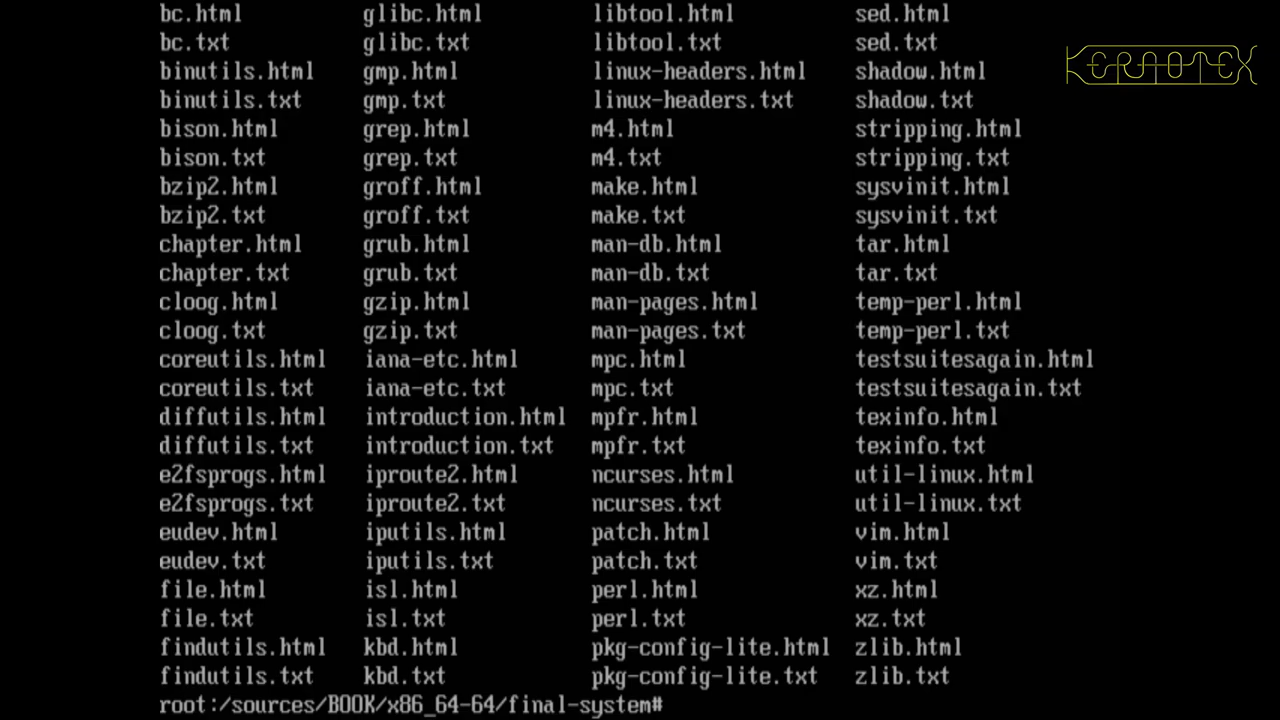 bc.html glibc.html libtool.html sed.html
bc.txt glibc.txt libtool.txt sed.txt
binutils.html gmp.html linux-headers.html shadow.html
binutils.txt gmp.txt linux-headers.txt shadow.txt
bison.html grep.html m4.html stripping.html
bison.txt grep.txt m4.txt stripping.txt
bzip2.html groff.html make.html sysvinit.html
bzip2.txt groff.txt make.txt sysvinit.txt
chapter.html grub.html man-db.html tar.html
chapter.txt grub.txt man-db.txt tar.txt
cloog.html gzip.html man-pages.html temp-perl.html
cloog.txt gzip.txt man-pages.txt temp-perl.txt
coreutils.html iana-etc.html mpc.html testsuitesagain.html
coreutils.txt iana-etc.txt mpc.txt testsuitesagain.txt
diffutils.html introduction.html mpfr.html texinfo.html
diffutils.txt introduction.txt mpfr.txt texinfo.txt
e2fsprogs.html iproute2.html ncurses.html util-linux.html
e2fsprogs.txt iproute2.txt ncurses.txt util-linux.txt
eudev.html iputils.html patch.html vim.html
eudev.txt iputils.txt patch.txt vim.txt
file.html isl.html perl.html xz.html
file.txt isl.txt perl.txt xz.txt
findutils.html kbd.html pkg-config-lite.html zlib.html
findutils.txt kbd.txt pkg-config-lite.txt zlib.txt
root:/sources/BOOK/x86_64-64/final-system#